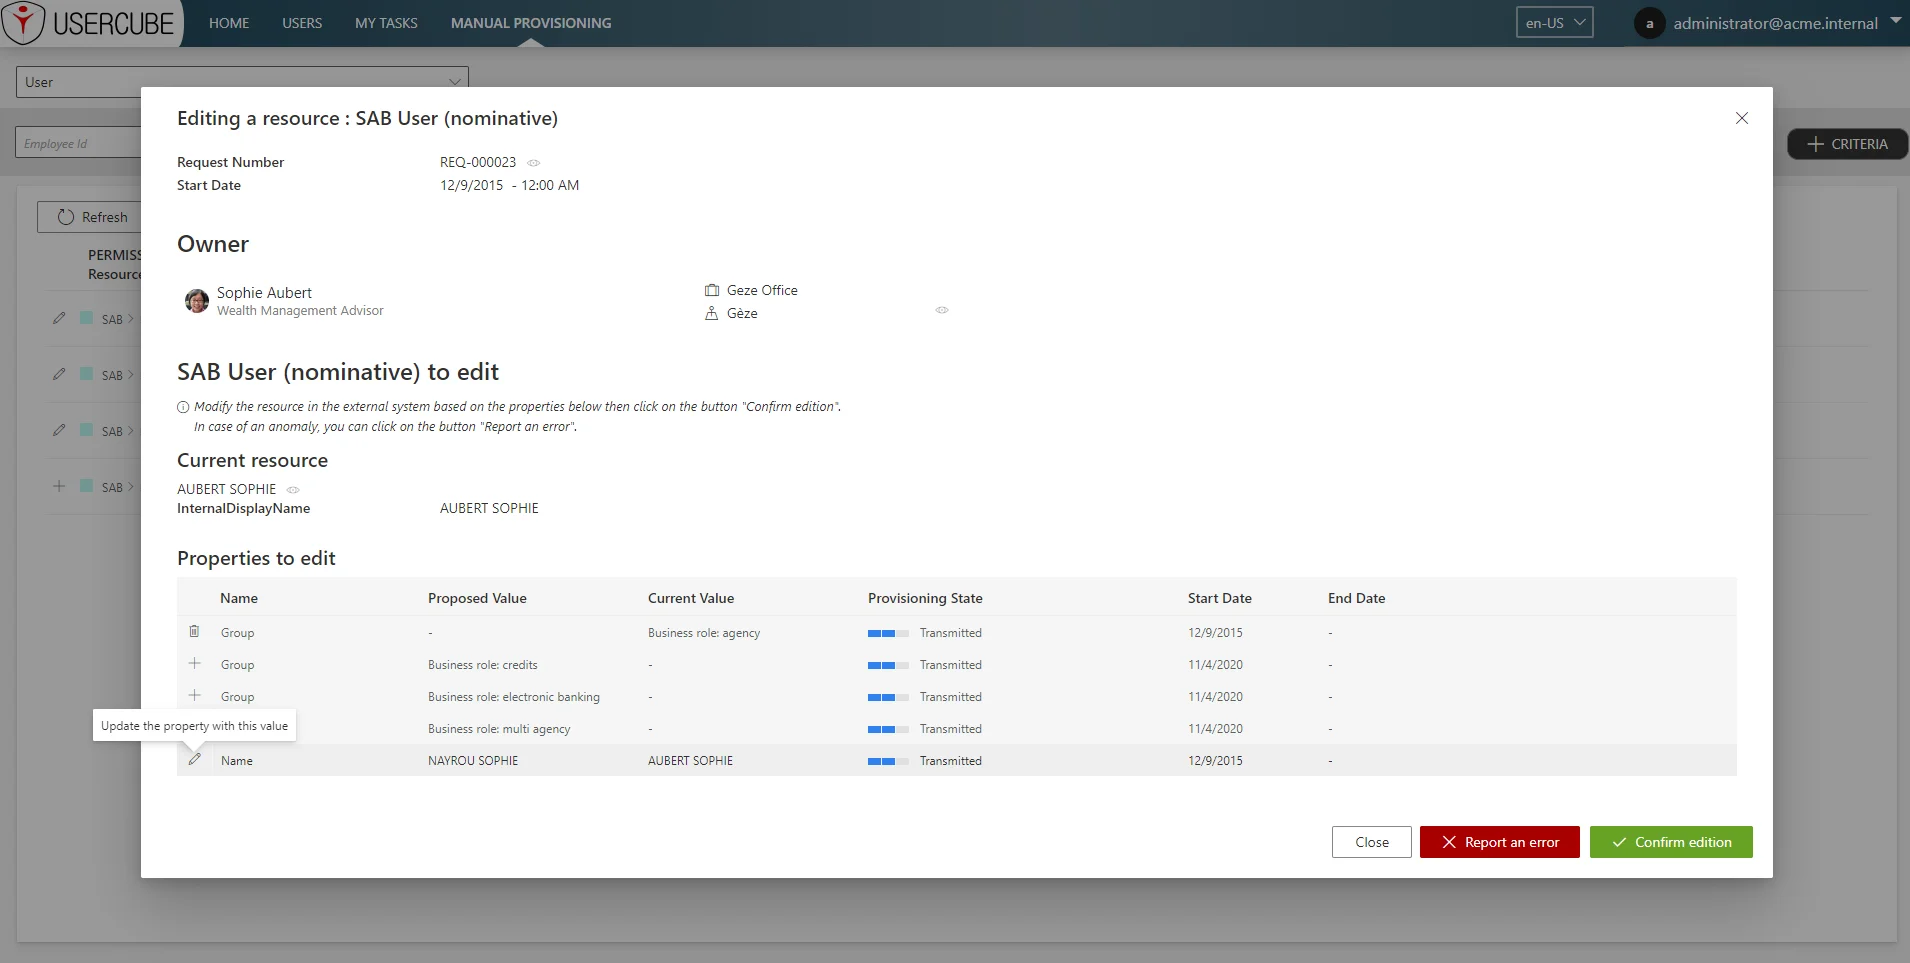 USERCUBE
HOME USERS MY TASKS MANUAL PROVISIONING en-US a administrator@acme.internal
User
Employee Id
CRITERIA
Refresh
PERMISS
Resource
SAB
SAB
SAB
SAB
Editing a resource : SAB User (nominative)
Request Number REQ-000023
Start Date 12/9/2015 - 12:00 AM
Owner
Sophie Aubert
Wealth Management Advisor
Geze Office
Gèze
SAB User (nominative) to edit
Modify the resource in the external system based on the properties below then click on the button "Confirm edition".
In case of an anomaly, you can click on the button "Report an error".
Current resource
AUBERT SOPHIE
InternalDisplayName AUBERT SOPHIE
Properties to edit
Name Proposed Value Current Value Provisioning State Start Date End Date
Group - Business role: agency Transmitted 12/9/2015 -
Group Business role: credits - Transmitted 11/4/2020 -
Group Business role: electronic banking - Transmitted 11/4/2020 -
Update the property with this value
Business role: multi agency - Transmitted 11/4/2020 -
Name NAYROU SOPHIE AUBERT SOPHIE Transmitted 12/9/2015 -
Close Report an error Confirm edition